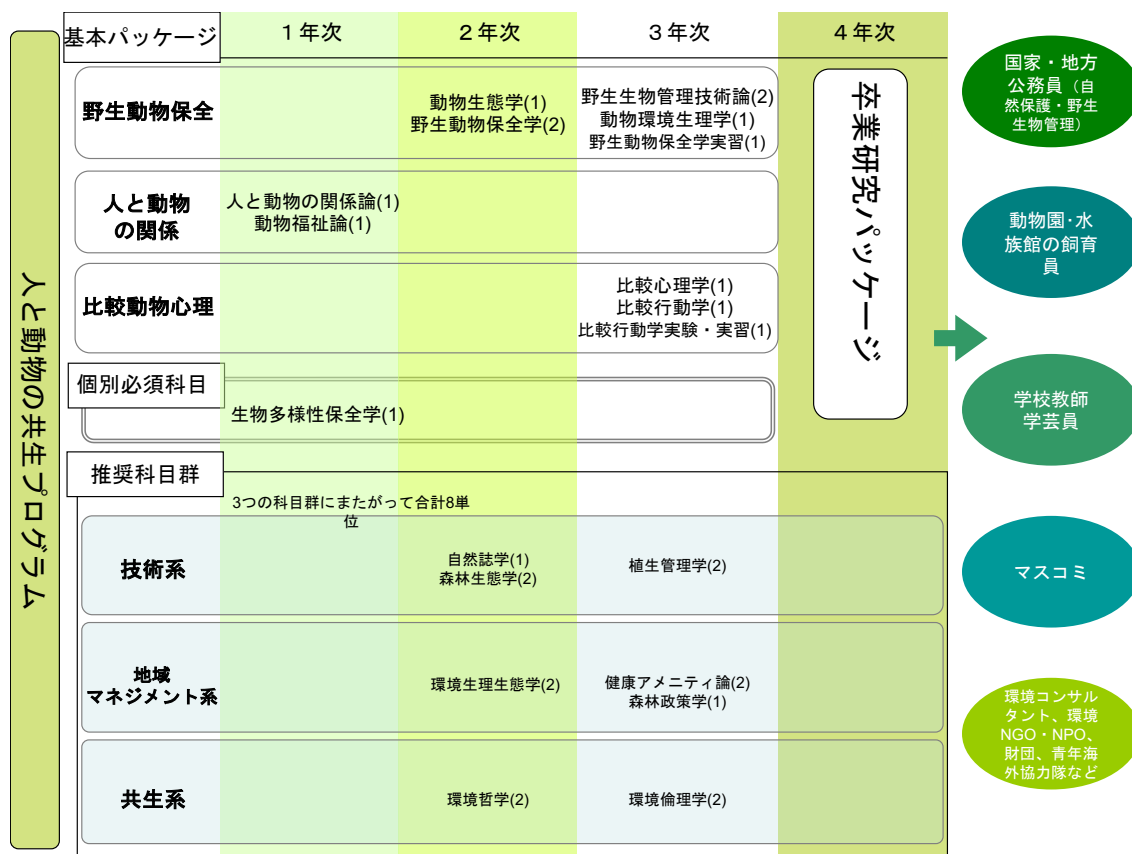 人と動物の共生プログラム
基本パッケージ
1年次
2年次
3年次
4年次
野生動物保全
動物生態学(1)
野生動物保全学(2)
野生生物管理技術論(2)
動物環境生理学(1)
野生動物保全学実習(1)
人と動物
の関係
人と動物の関係論(1)
動物福祉論(1)
比較動物心理
比較心理学(1)
比較行動学(1)
比較行動学実験・実習(1)
個別必須科目
生物多様性保全学(1)
卒業研究パッケージ
推奨科目群
3つの科目群にまたがって合計8単
位
技術系
自然誌学(1)
森林生態学(2)
植生管理学(2)
地域
マネジメント系
環境生理生態学(2)
健康アメニティ論(2)
森林政策学(1)
共生系
環境哲学(2)
環境倫理学(2)
国家・地方
公務員（自
然保護・野生
生物管理）
動物園・水
族館の飼育
員
学校教師
学芸員
マスコミ
環境コンサル
タント、環境
NGO・NPO、
財団、青年海
外協力隊など